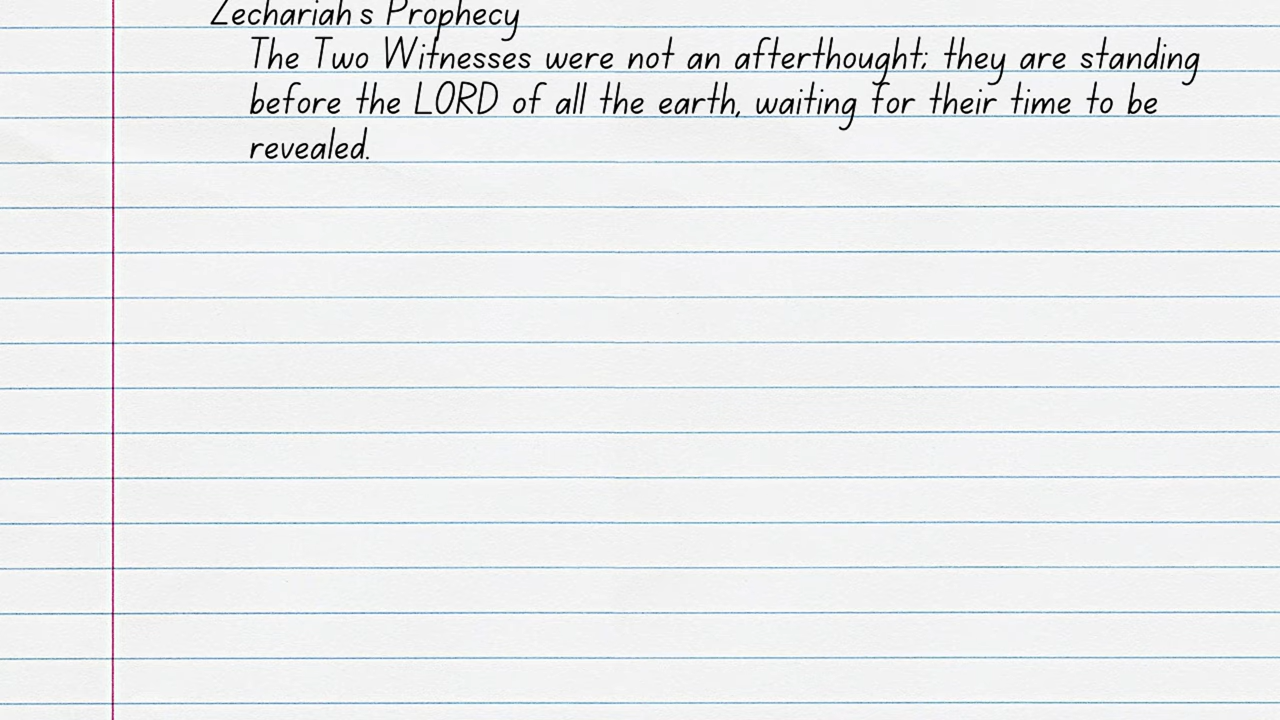 Zechariah's Prophecy
The Two Witnesses were not an afterthought; they are standing
before the LORD of all the earth, waiting for their time to be
revealed.